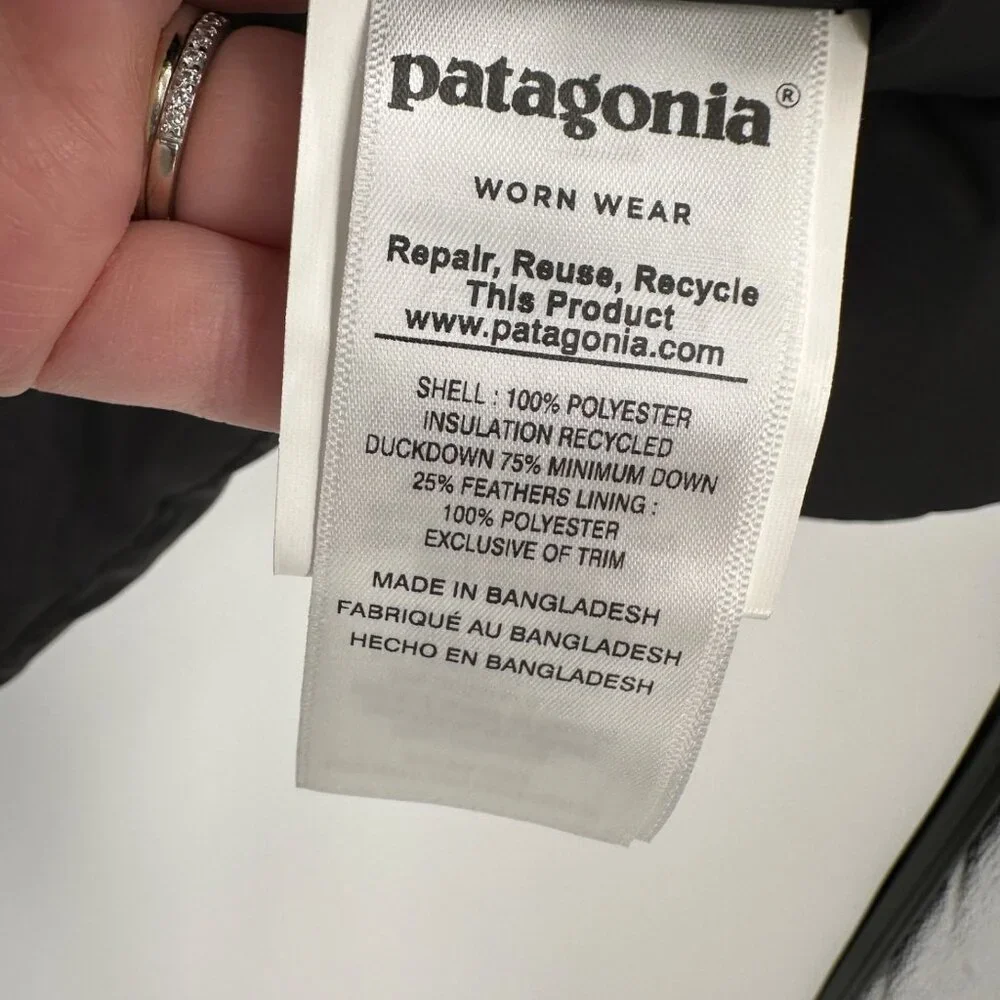 patagonia®
WORN WEAR
Repair, Reuse, Recycle
This Product
www.patagonia.com
SHELL : 100% POLYESTER
INSULATION RECYCLED
DUCKDOWN 75% MINIMUM DOWN
25% FEATHERS LINING :
100% POLYESTER
EXCLUSIVE OF TRIM
MADE IN BANGLADESH
FABRIQUÉ AU BANGLADESH
HECHO EN BANGLADESH